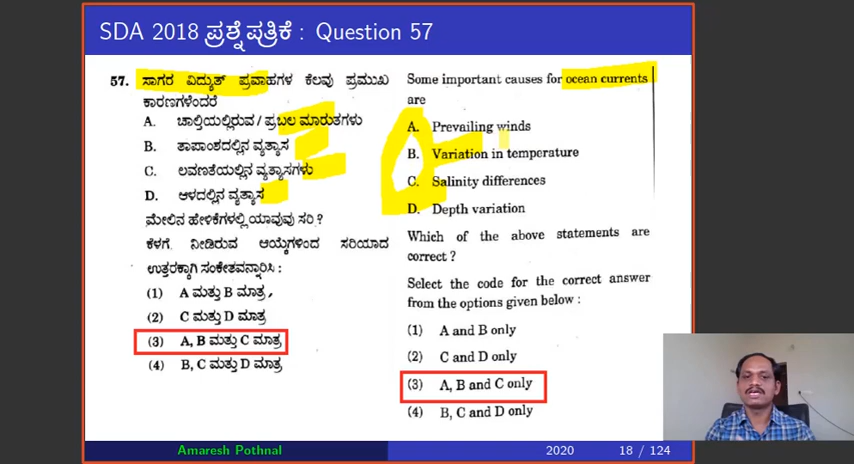 SDA 2018 ಪ್ರಶ್ನೆಪತ್ರಿಕೆ : Question 57
57. ಸಾಗರ ವಿದ್ಯುತ್ ಪ್ರವಾಹಗಳ ಕೆಲವು ಪ್ರಮುಖ
ಕಾರಣಗಳೆಂದರೆ
A. ಚಾಲ್ತಿಯಲ್ಲಿರುವ / ಪ್ರಬಲ ಮಾರುತಗಳು
B. ತಾಪಾಂಶದಲ್ಲಿನ ವ್ಯತ್ಯಾಸ
C. ಲವಣತೆಯಲ್ಲಿನ ವ್ಯತ್ಯಾಸಗಳು
D. ಆಳದಲ್ಲಿನ ವ್ಯತ್ಯಾಸ
ಮೇಲಿನ ಹೇಳಿಕೆಗಳಲ್ಲಿ ಯಾವುವು ಸರಿ ?
ಕೆಳಗೆ ನೀಡಿರುವ ಆಯ್ಕೆಗಳಿಂದ ಸರಿಯಾದ
ಉತ್ತರಕ್ಕಾಗಿ ಸಂಕೇತವನ್ನಾರಿಸಿ :
(1) A ಮತ್ತು B ಮಾತ್ರ
(2) C ಮತ್ತು D ಮಾತ್ರ
(3) A, B ಮತ್ತು C ಮಾತ್ರ
(4) B, C ಮತ್ತು D ಮಾತ್ರ
Some important causes for ocean currents
are
A. Prevailing winds
B. Variation in temperature
C. Salinity differences
D. Depth variation
Which of the above statements are
correct ?
Select the code for the correct answer
from the options given below :
(1) A and B only
(2) C and D only
(3) A, B and C only
(4) B, C and D only
Amaresh Pothnal 2020 18 / 124